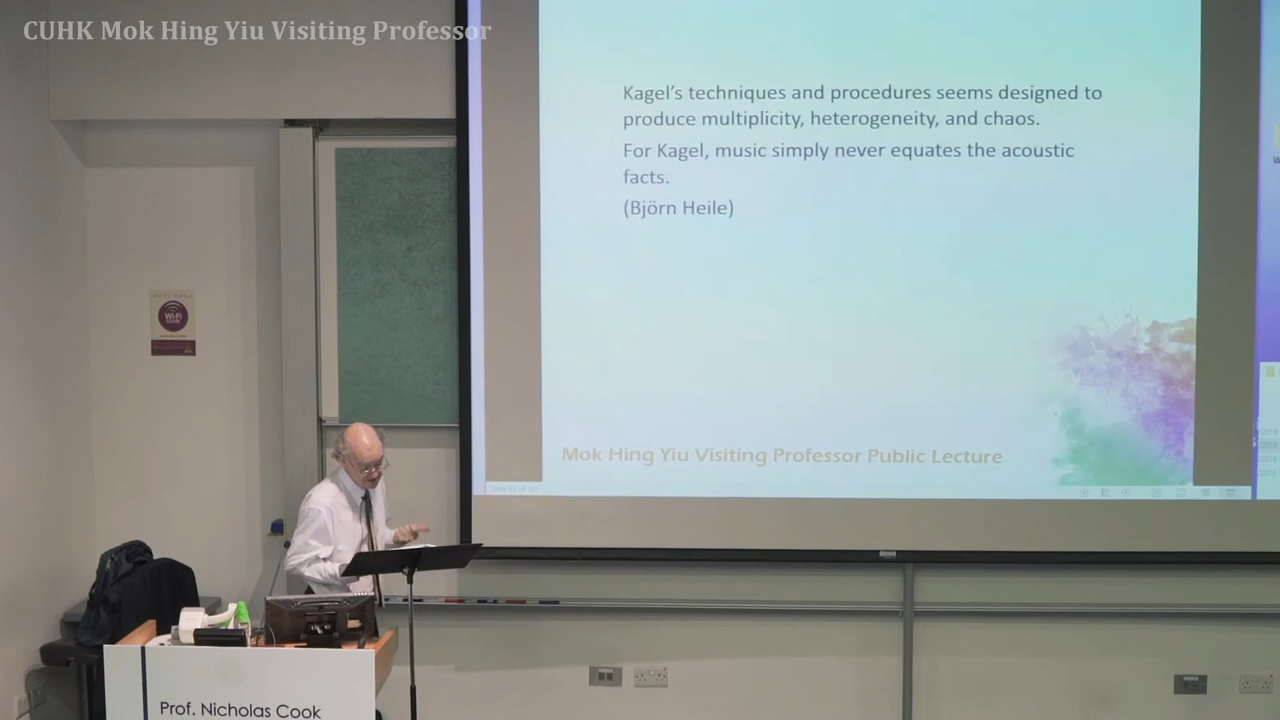 CUHK Mok Hing Yiu Visiting Professor
Kagel's techniques and procedures seems designed to
produce multiplicity, heterogeneity, and chaos.
For Kagel, music simply never equates the acoustic
facts.
(Björn Heile)
Mok Hing Yiu Visiting Professor Public Lecture
Wi-Fi
Prof. Nicholas Cook